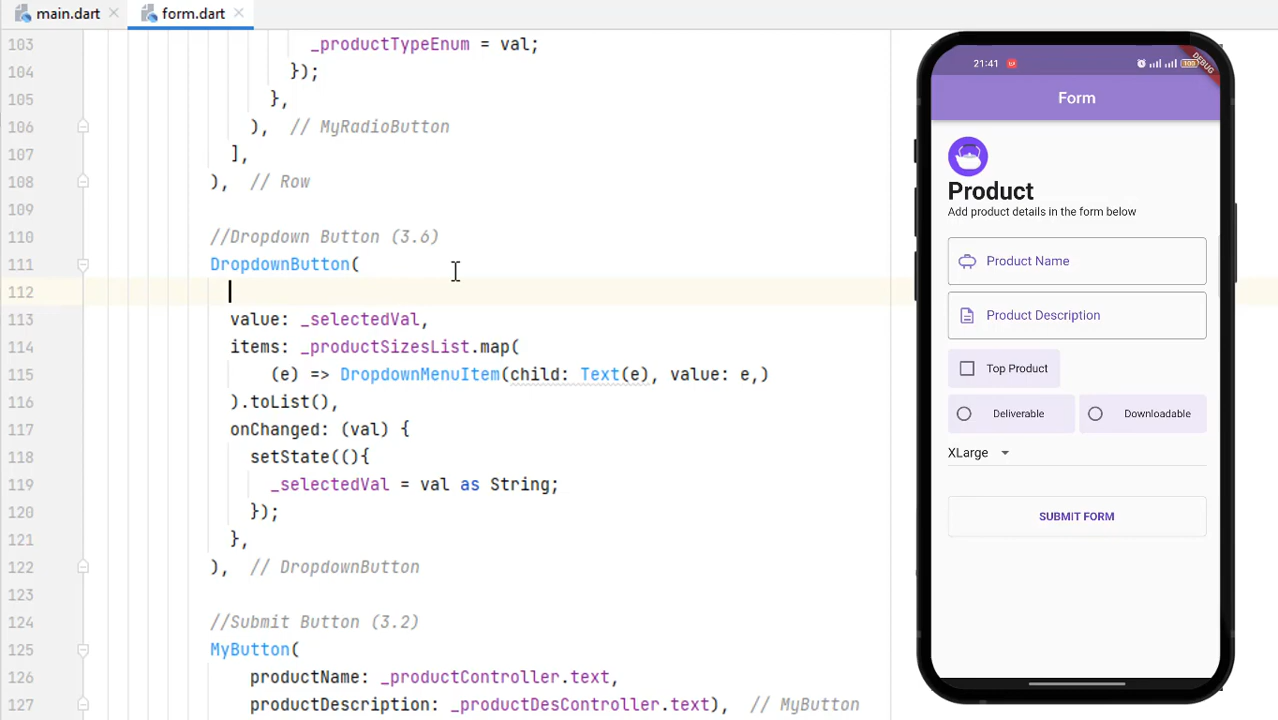 main.dart
form.dart
103 _productTypeEnum = val;
104 });
105 },
106 ), // MyRadioButton
107 ],
108 ), // Row
109
110 //Dropdown Button (3.6)
111 DropdownButton(
112
113 value: _selectedVal,
114 items: _productSizesList.map(
115 (e) => DropdownMenuItem(child: Text(e), value: e,)
116 ).toList(),
117 onChanged: (val) {
118 setState((){
119 _selectedVal = val as String;
120 });
121 },
122 ), // DropdownButton
123
124 //Submit Button (3.2)
125 MyButton(
126 productName: _productController.text,
127 productDescription: _productDesController.text), // MyButton
21:41
100
DEBUG
Form
Product
Add product details in the form below
Product Name
Product Description
Top Product
Deliverable
Downloadable
XLarge
SUBMIT FORM